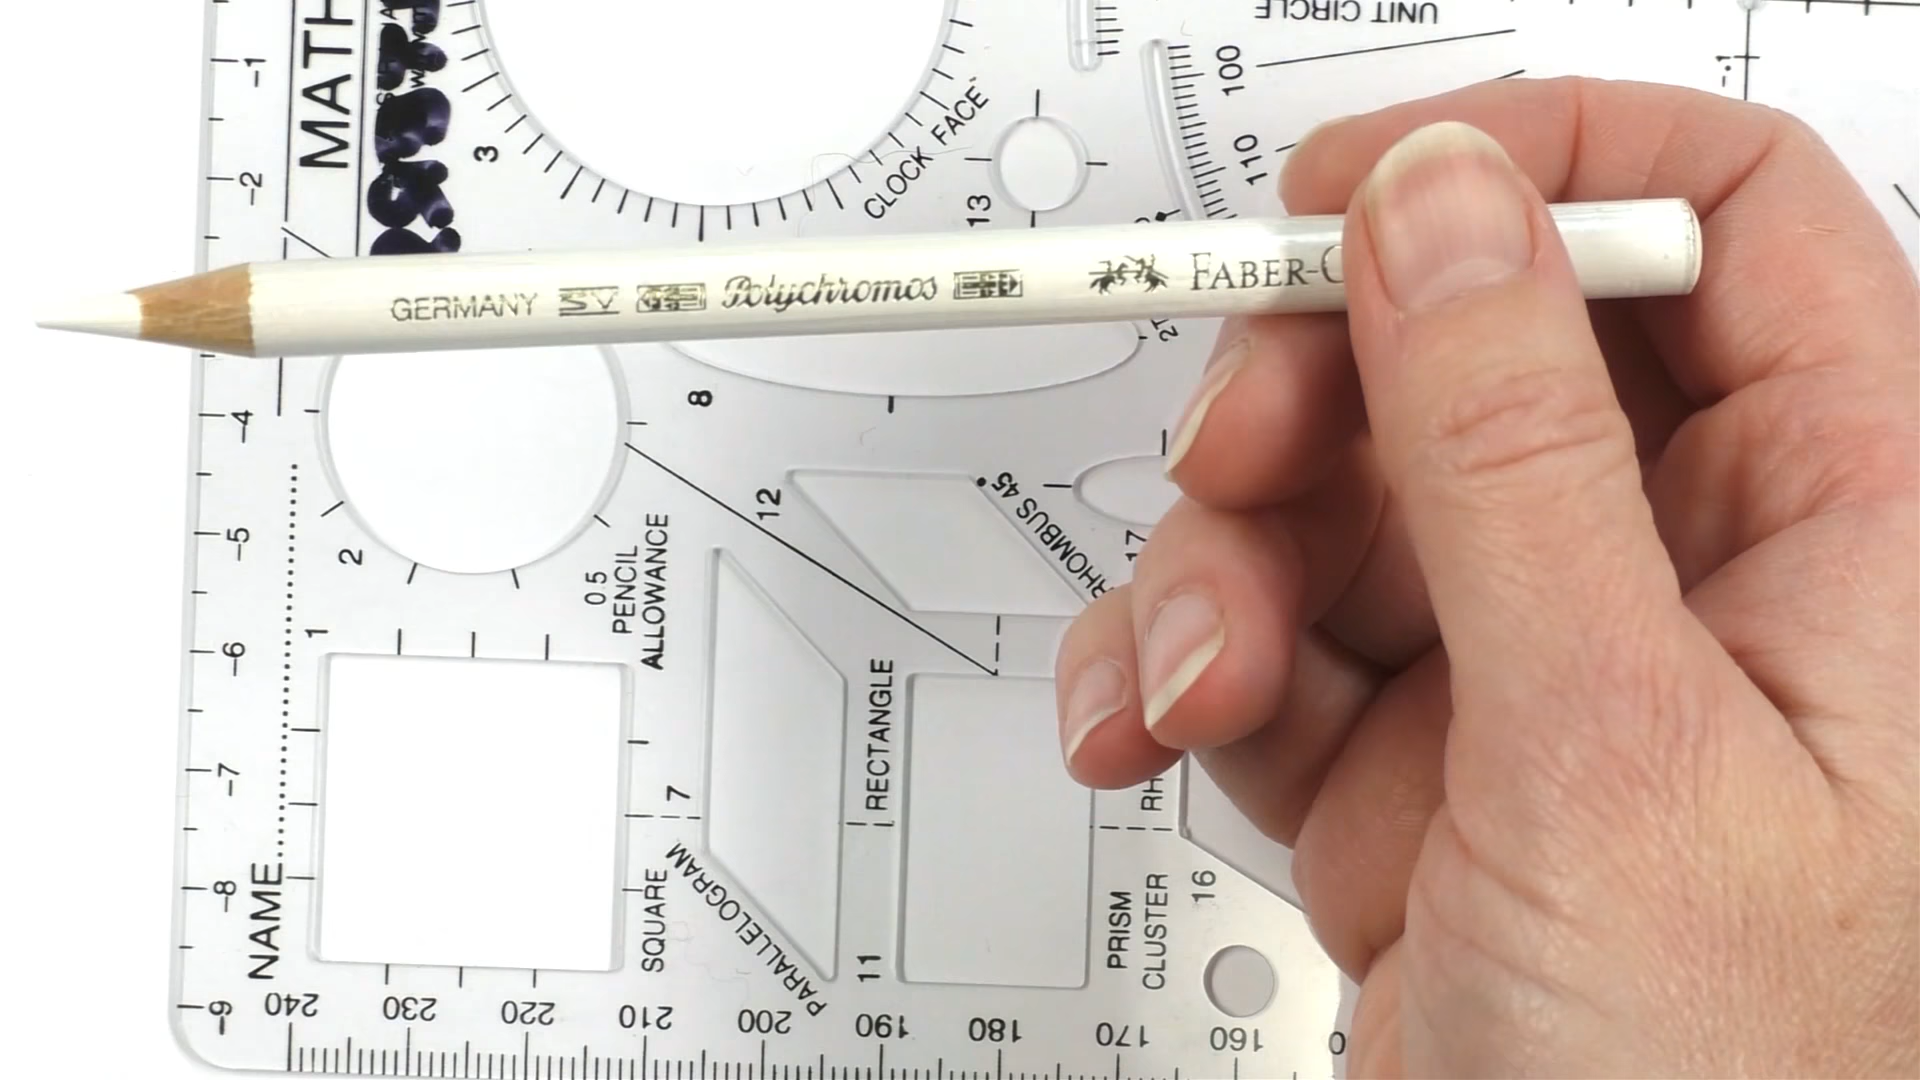 UNIT CIRCLE
MATH
-1
-2
3
CLOCK FACE
100
110
13
GERMANY SV Polychromos FABER-C
-4
8
12
RHOMBUS 45
17
-5
2
0.5
PENCIL
ALLOWANCE
1
-6
RECTANGLE
-7
7
RH
SQUARE
PARALLELOGRAM
-8
NAME
11
PRISM
CLUSTER
16
-9
240 230 220 210 200 190 180 170 160